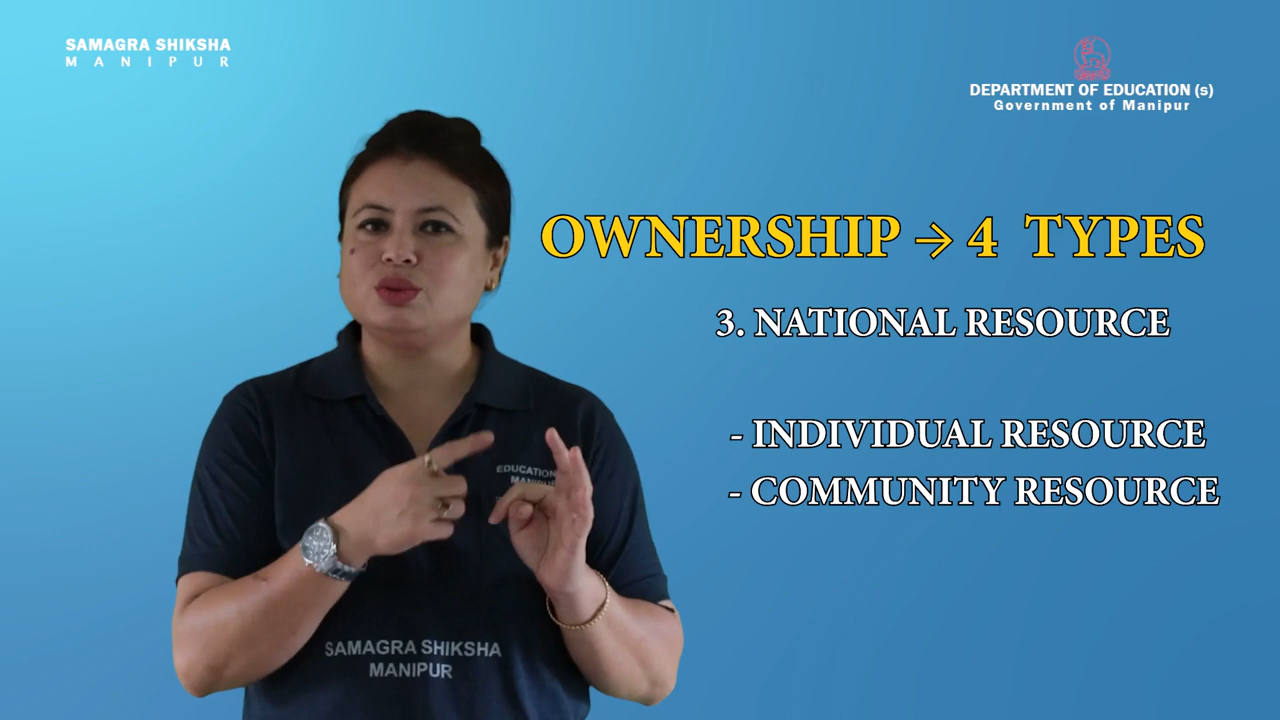 SAMAGRA SHIKSHA
MANIPUR
DEPARTMENT OF EDUCATION (s)
Government of Manipur
OWNERSHIP → 4 TYPES
3. NATIONAL RESOURCE
- INDIVIDUAL RESOURCE
- COMMUNITY RESOURCE
EDUCATION
SAMAGRA SHIKSHA
MANIPUR